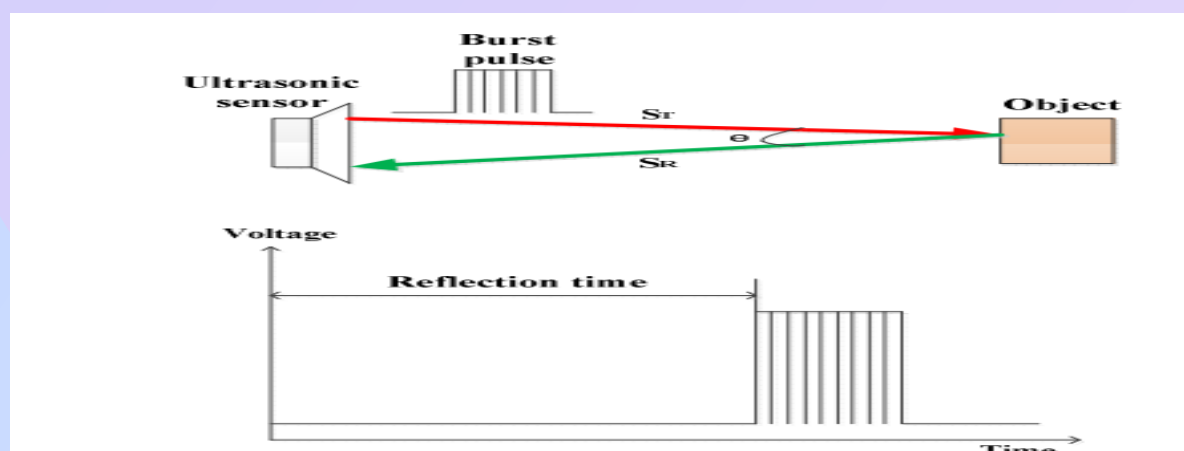 Burst
pulse
Ultrasonic
sensor
Object
ST
Θ
SR
Voltage
Reflection time
Time